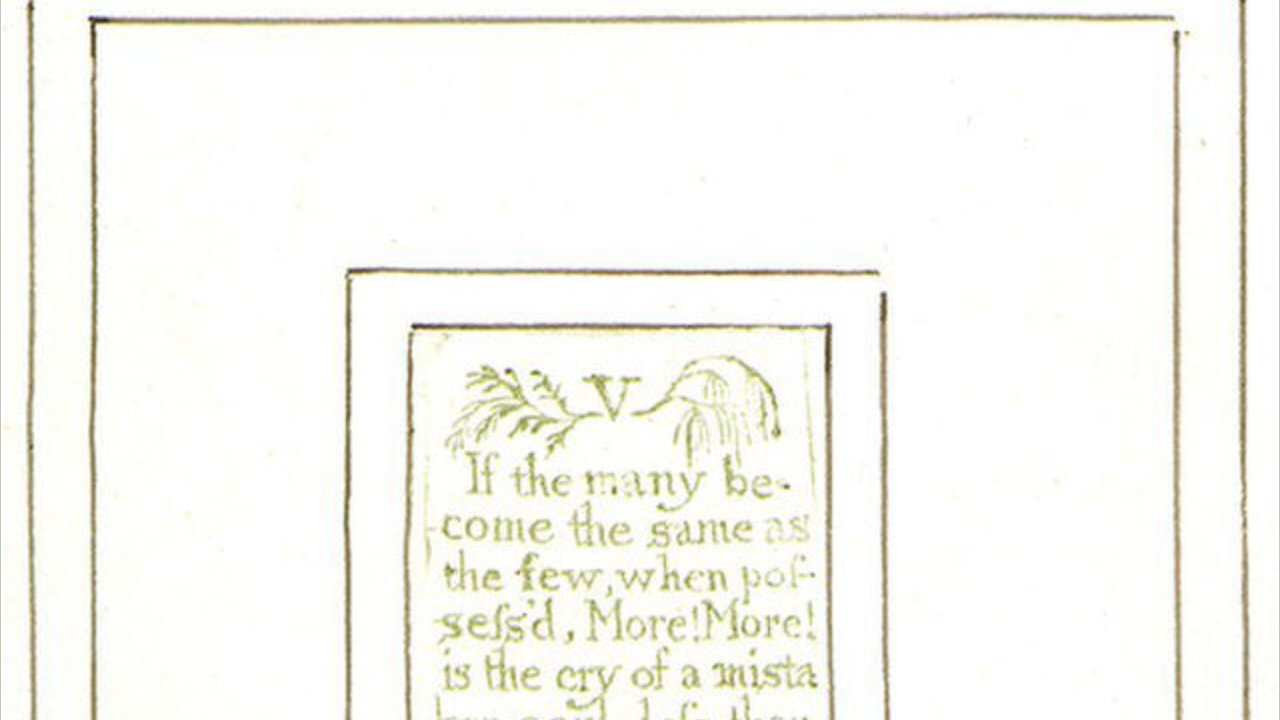 V
If the many be-
come the same as
the few, when poſ-
seſs'd, More! More!
is the cry of a mista